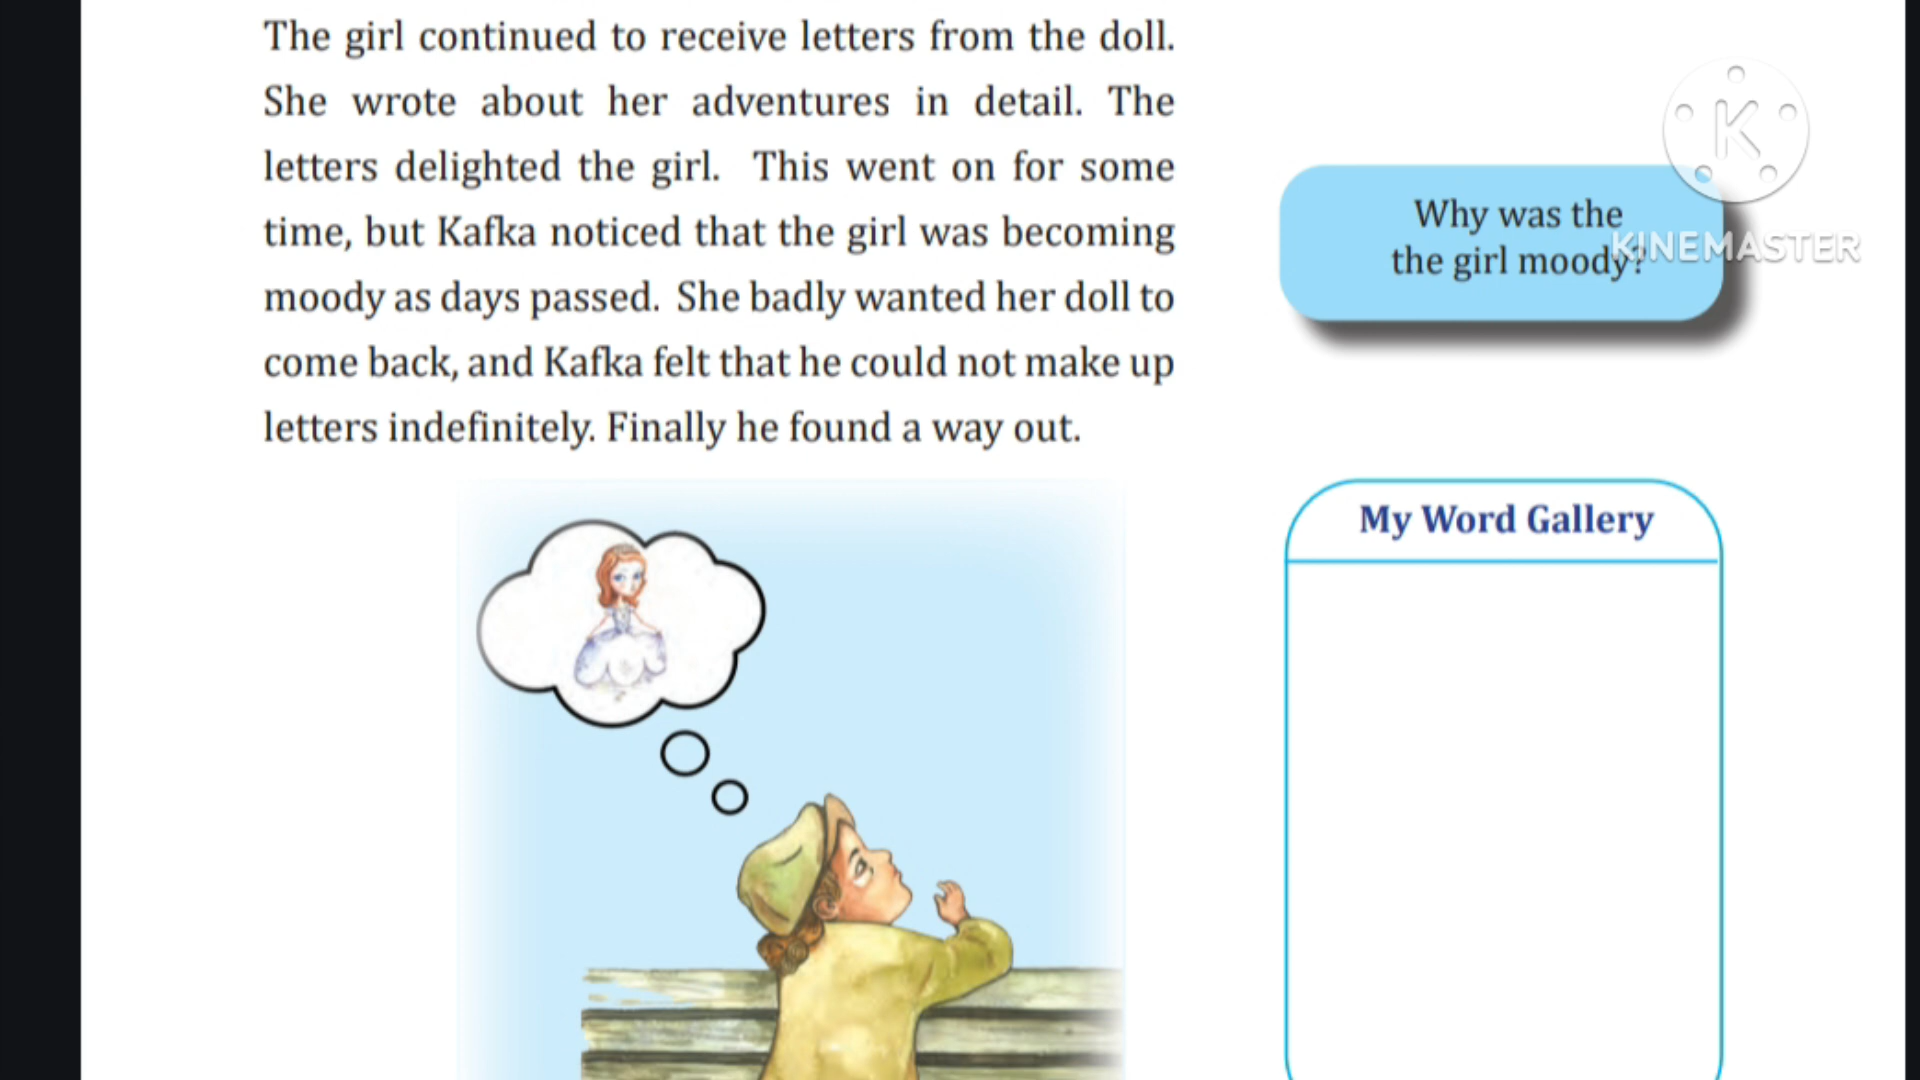 The girl continued to receive letters from the doll.
She wrote about her adventures in detail. The
letters delighted the girl. This went on for some
time, but Kafka noticed that the girl was becoming
moody as days passed. She badly wanted her doll to
come back, and Kafka felt that he could not make up
letters indefinitely. Finally he found a way out.
K
Why was the
the girl moody?
KINEMASTER
My Word Gallery